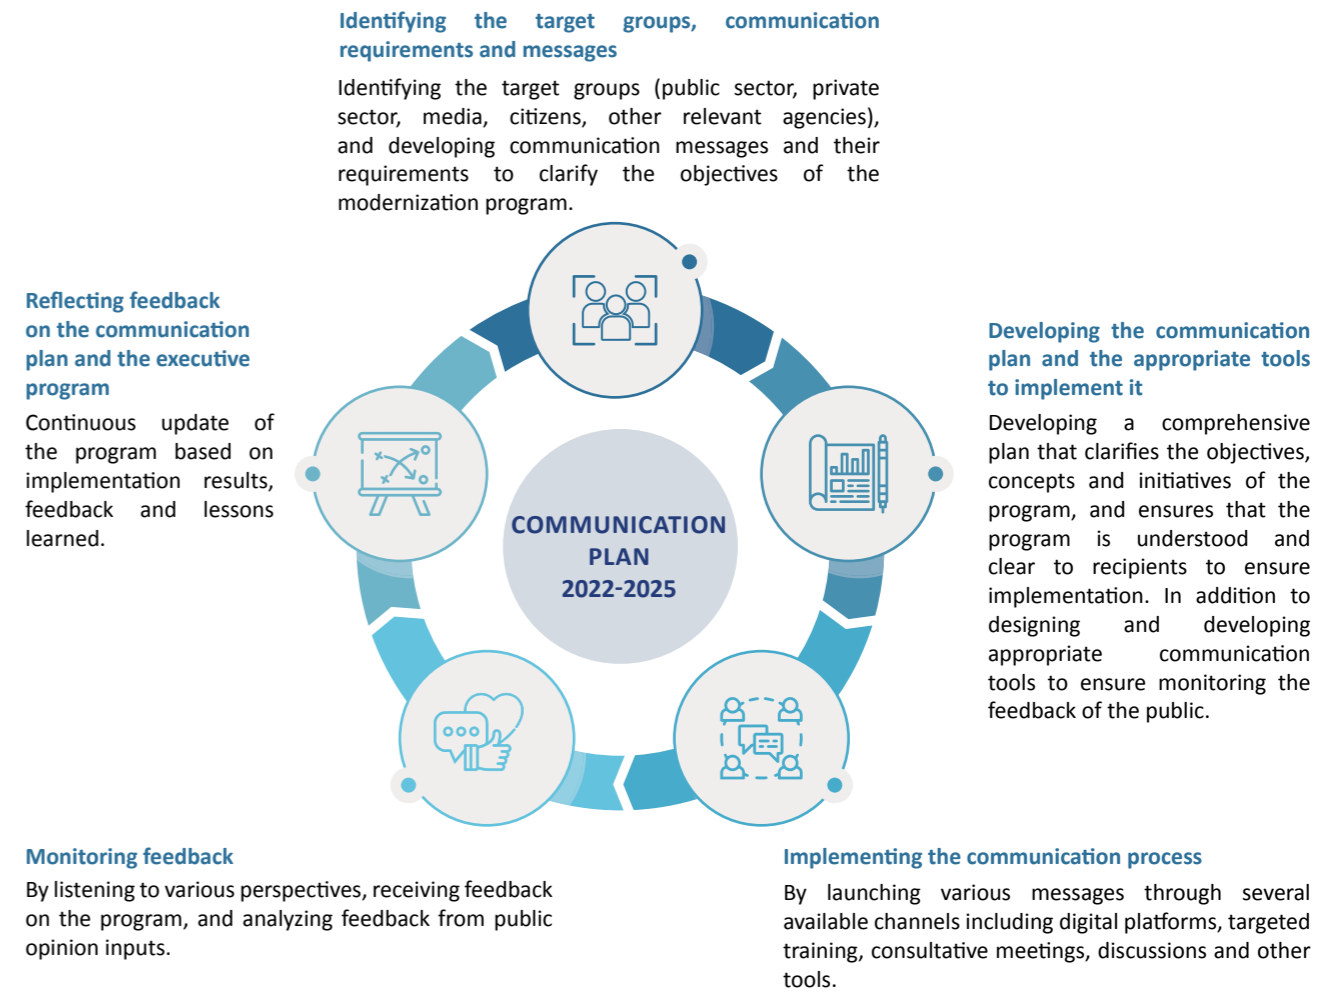 Identifying the target groups, communication
requirements and messages
Identifying the target groups (public sector, private
sector, media, citizens, other relevant agencies),
and developing communication messages and their
requirements to clarify the objectives of the
modernization program.
Developing the communication
plan and the appropriate tools
to implement it
Developing a comprehensive
plan that clarifies the objectives,
concepts and initiatives of the
program, and ensures that the
program is understood and
clear to recipients to ensure
implementation. In addition to
designing and developing
appropriate communication
tools to ensure monitoring the
feedback of the public.
Implementing the communication process
By launching various messages through several
available channels including digital platforms, targeted
training, consultative meetings, discussions and other
tools.
Monitoring feedback
By listening to various perspectives, receiving feedback
on the program, and analyzing feedback from public
opinion inputs.
Reflecting feedback
on the communication
plan and the executive
program
Continuous update of
the program based on
implementation results,
feedback and lessons
learned.
COMMUNICATION
PLAN
2022-2025